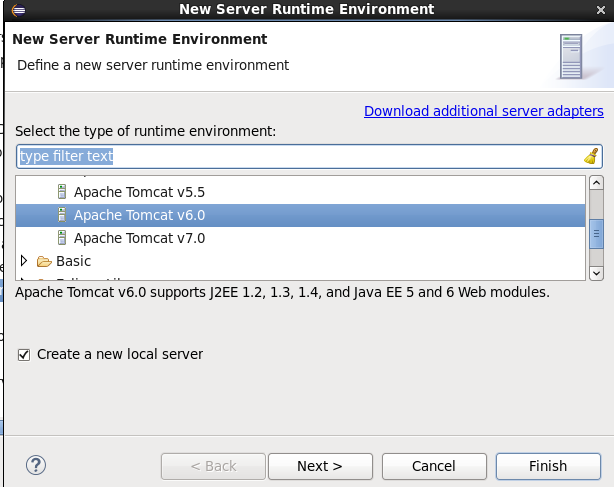 New Server Runtime Environment
New Server Runtime Environment
Define a new server runtime environment
Download additional server adapters
Select the type of runtime environment:
type filter text
Apache Tomcat v5.5
Apache Tomcat v6.0
Apache Tomcat v7.0
Basic
Apache Tomcat v6.0 supports J2EE 1.2, 1.3, 1.4, and Java EE 5 and 6 Web modules.
Create a new local server
? < Back Next > Cancel Finish